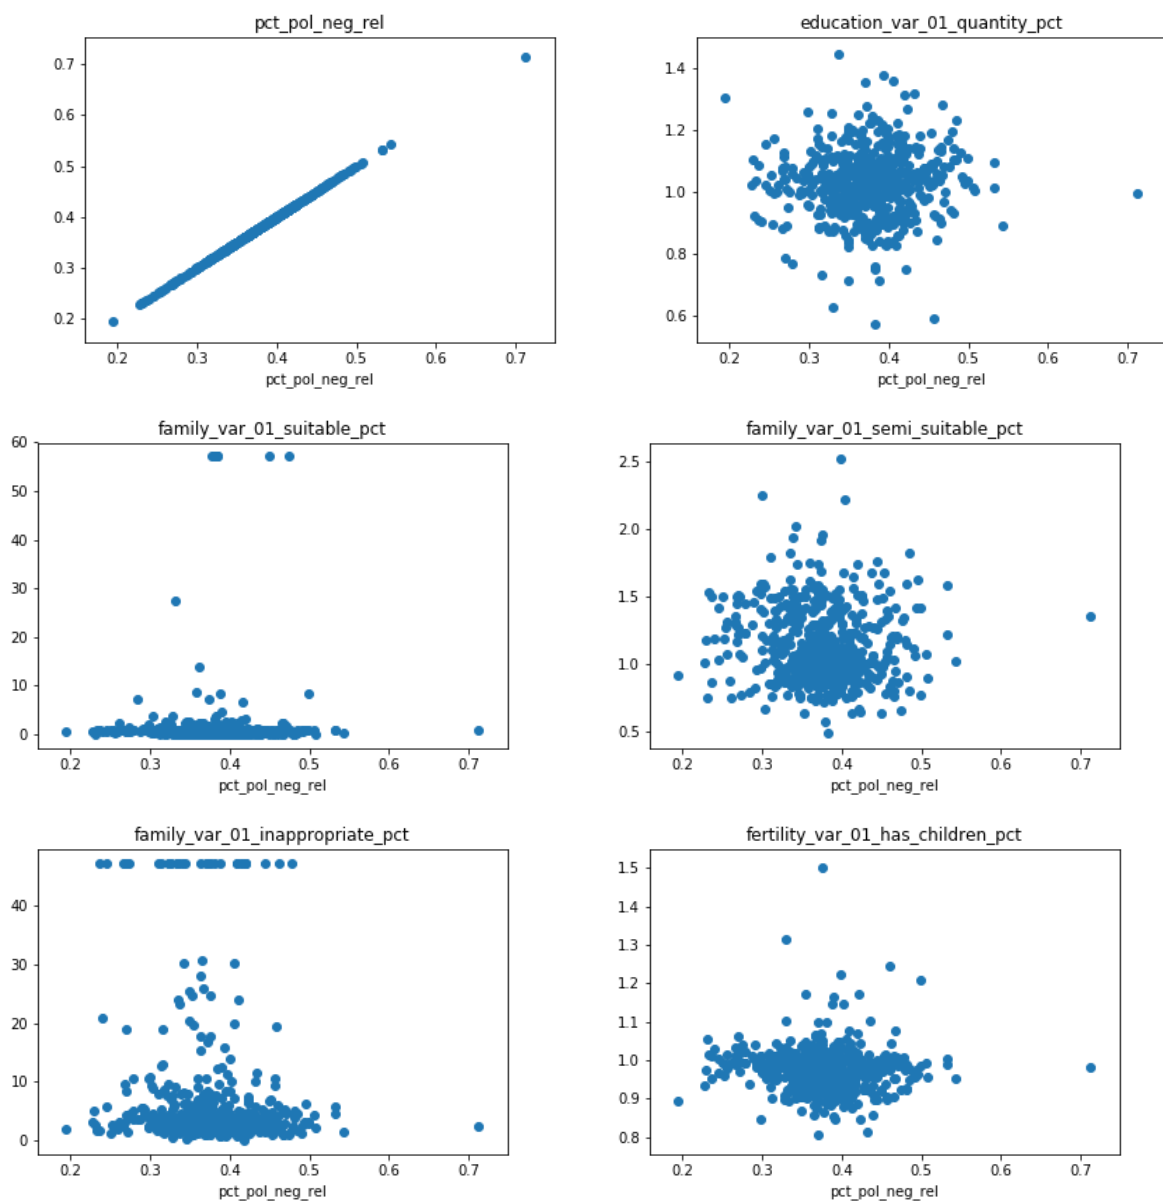 pct_pol_neg_rel
0.7
0.6
0.5
0.4
0.3
0.2
0.2 0.3 0.4 0.5 0.6 0.7
pct_pol_neg_rel
education_var_01_quantity_pct
1.4
1.2
1.0
0.8
0.6
0.2 0.3 0.4 0.5 0.6 0.7
pct_pol_neg_rel
family_var_01_suitable_pct
60
50
40
30
20
10
0
0.2 0.3 0.4 0.5 0.6 0.7
pct_pol_neg_rel
family_var_01_semi_suitable_pct
2.5
2.0
1.5
1.0
0.5
0.2 0.3 0.4 0.5 0.6 0.7
pct_pol_neg_rel
family_var_01_inappropriate_pct
40
30
20
10
0
0.2 0.3 0.4 0.5 0.6 0.7
pct_pol_neg_rel
fertility_var_01_has_children_pct
1.5
1.4
1.3
1.2
1.1
1.0
0.9
0.8
0.2 0.3 0.4 0.5 0.6 0.7
pct_pol_neg_rel